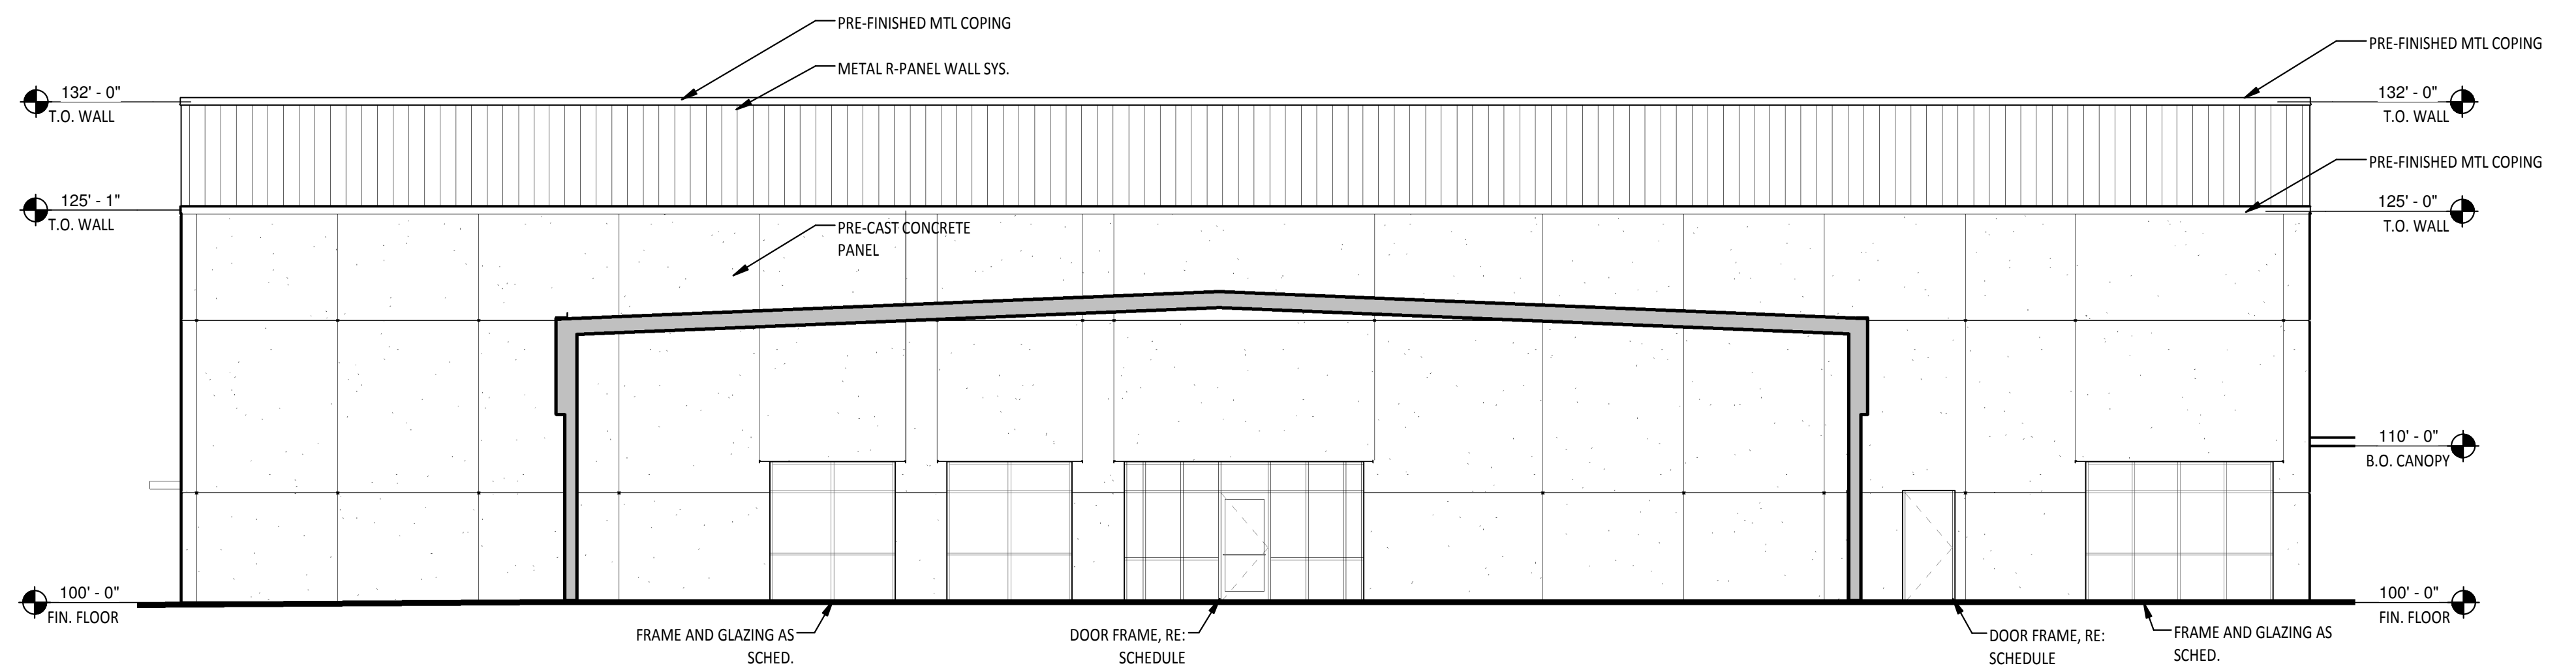 PRE-FINISHED MTL COPING
PRE-FINISHED MTL COPING
METAL R-PANEL WALL SYS.
132' - 0"
T.O. WALL
132' - 0"
T.O. WALL
PRE-FINISHED MTL COPING
125' - 1"
T.O. WALL
125' - 0"
T.O. WALL
PRE-CAST CONCRETE
PANEL
110' - 0"
B.O. CANOPY
100' - 0"
FIN. FLOOR
100' - 0"
FIN. FLOOR
FRAME AND GLAZING AS
SCHED.
DOOR FRAME, RE:
SCHEDULE
DOOR FRAME, RE:
SCHEDULE
FRAME AND GLAZING AS
SCHED.